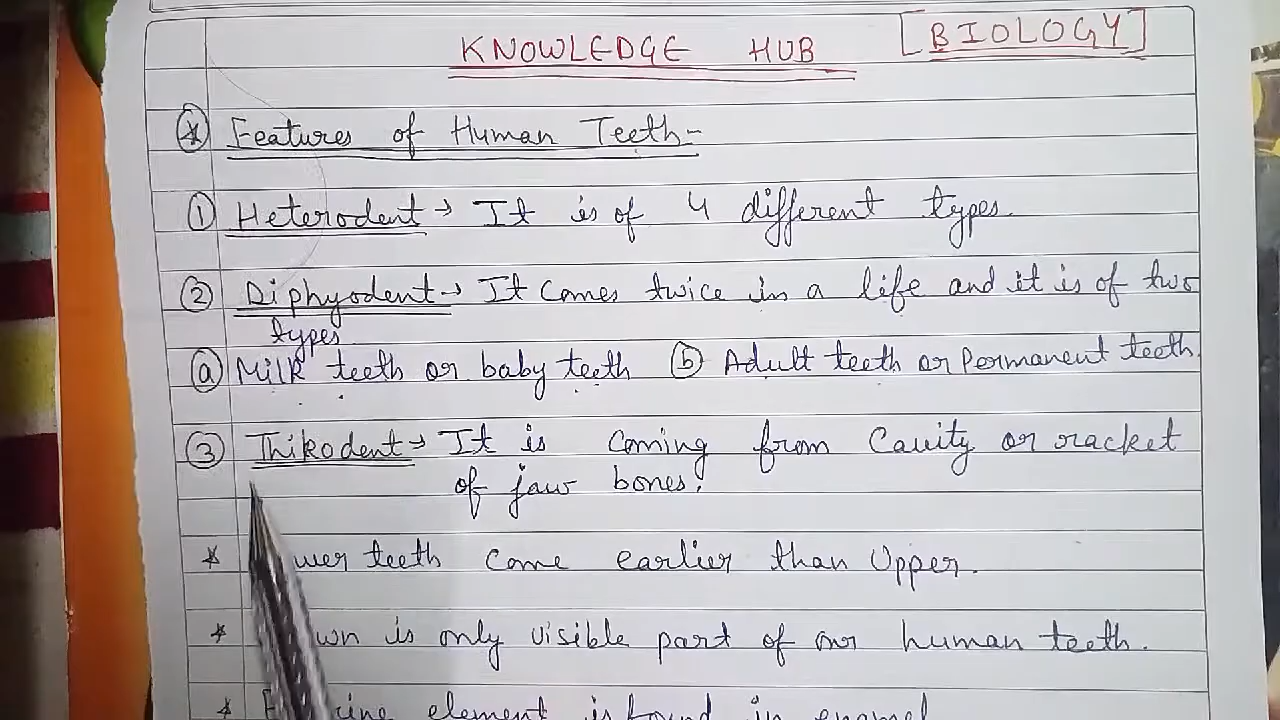 KNOWLEDGE HUB [BIOLOGY]
Features of Human Teeth-
① Heterodent → It is of 4 different types.
② Diphyodent → It comes twice in a life and it is of two
types.
ⓐ Milk teeth or baby teeth ⓑ Adult teeth or Permanent teeth.
③ Thikodent → It is coming from Cavity or racket
of jaw bones.
teeth come earlier than Upper.
is only visible part of our human teeth.
element is found in enamel